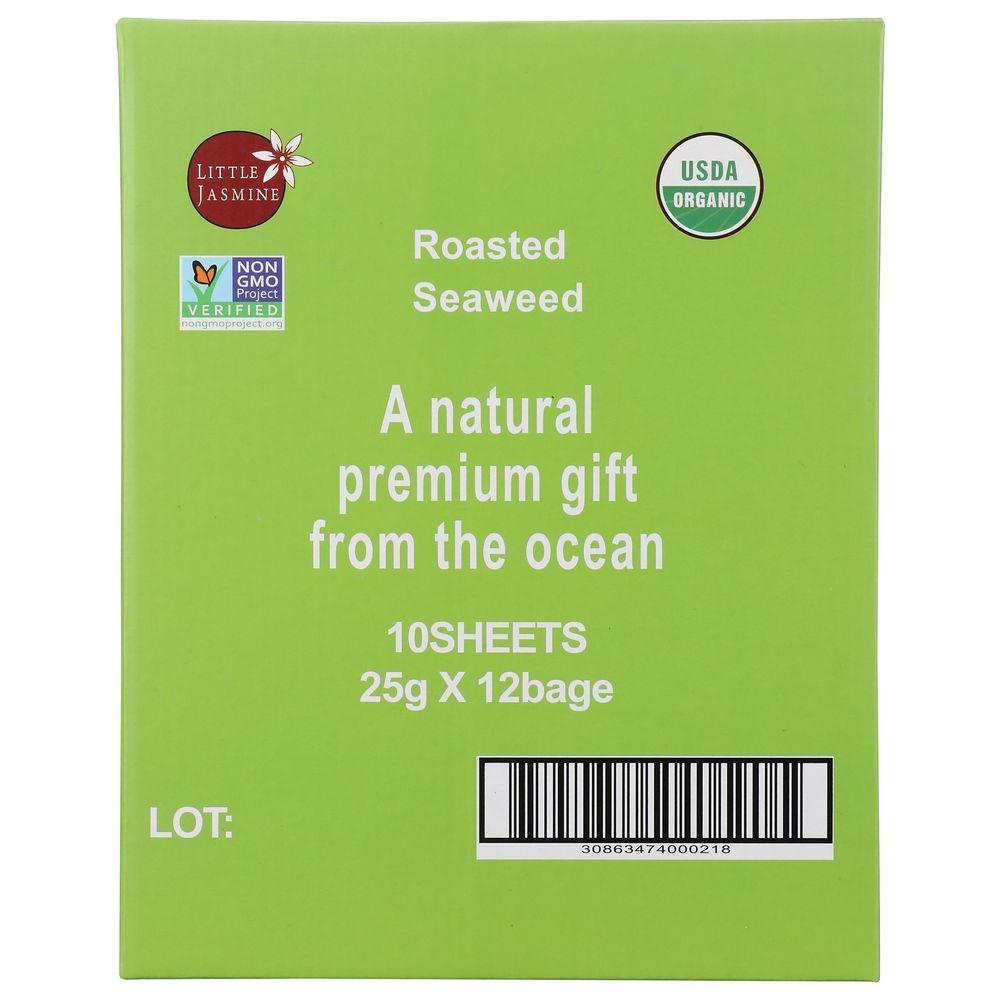 LITTLE
JASMINE
USDA
ORGANIC
Roasted
Seaweed
NON
GMO
Project
VERIFIED
nongmoproject.org
A natural
premium gift
from the ocean
10SHEETS
25g X 12bage
LOT:
30863474000218